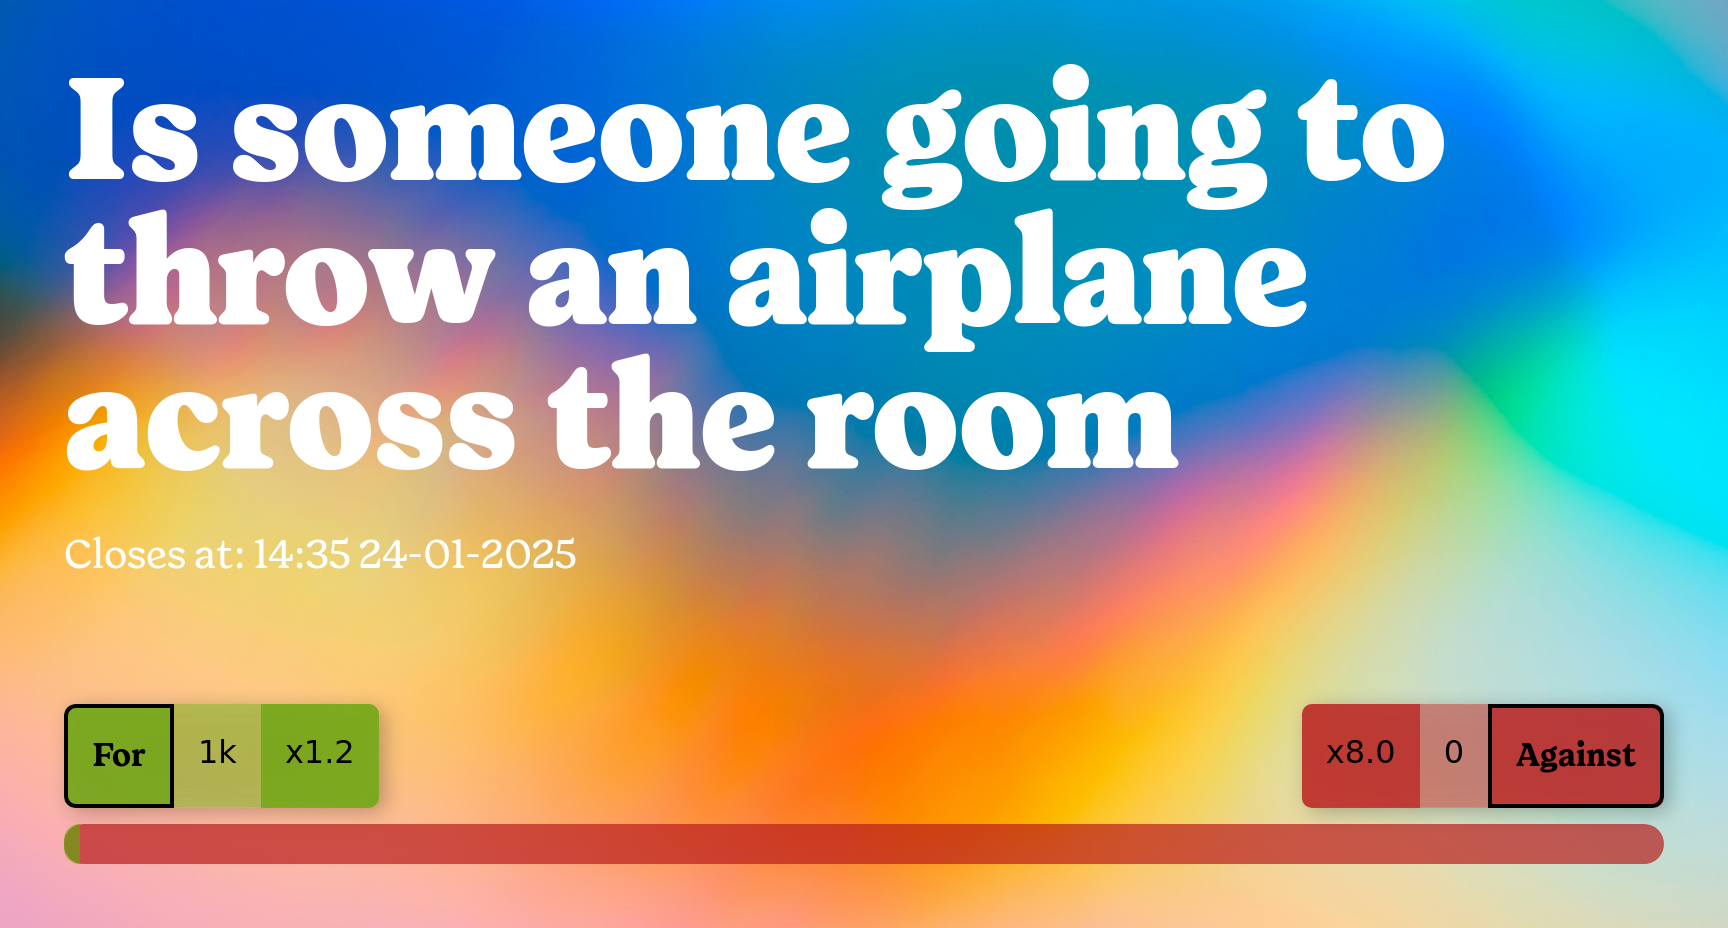 Is someone going to
throw an airplane
across the room
Closes at: 14:35 24-01-2025
For 1k x1.2
x8.0 0 Against